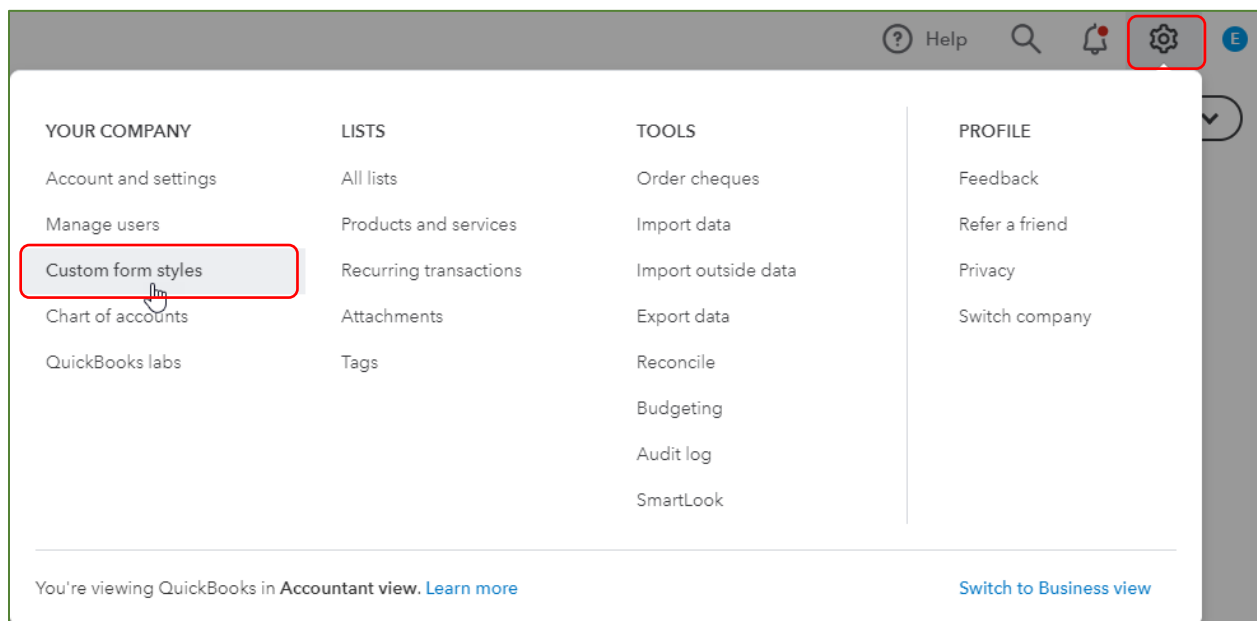 Help
E
YOUR COMPANY
Account and settings
Manage users
Custom form styles
Chart of accounts
QuickBooks labs
LISTS
All lists
Products and services
Recurring transactions
Attachments
Tags
TOOLS
Order cheques
Import data
Import outside data
Export data
Reconcile
Budgeting
Audit log
SmartLook
PROFILE
Feedback
Refer a friend
Privacy
Switch company
You're viewing QuickBooks in Accountant view. Learn more
Switch to Business view